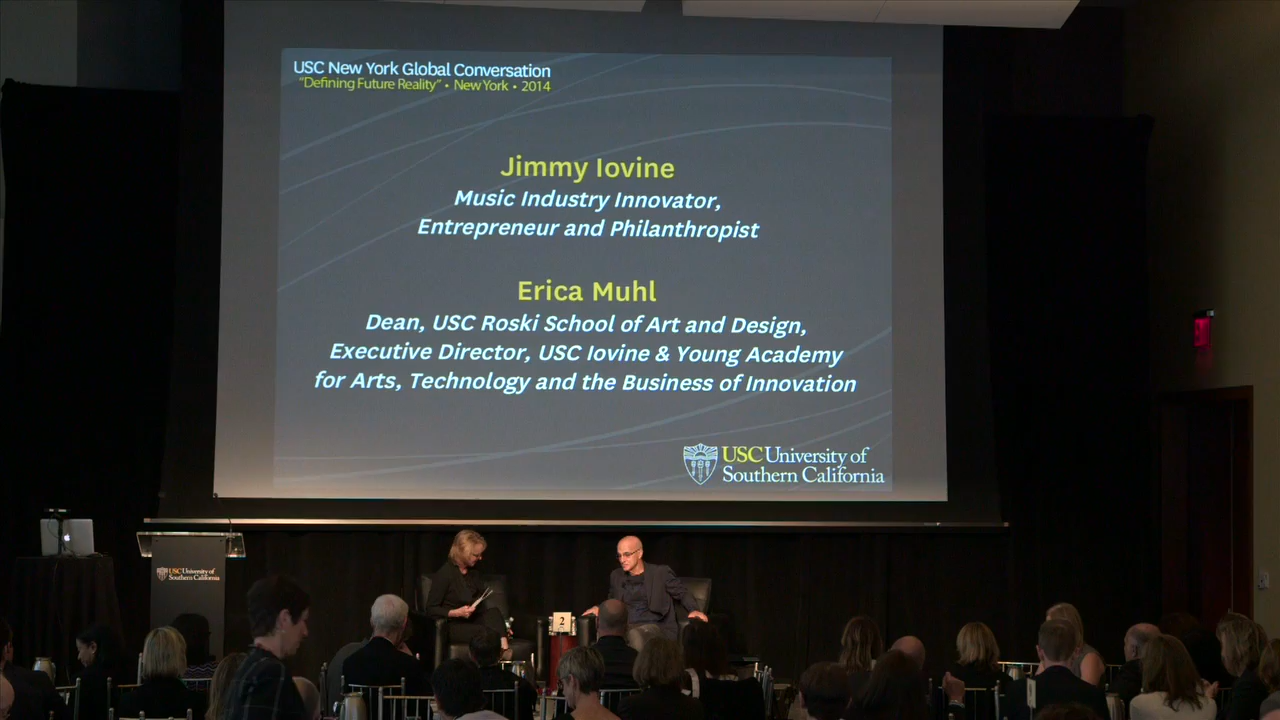 USC New York Global Conversation
"Defining Future Reality" • New York • 2014
Jimmy Iovine
Music Industry Innovator,
Entrepreneur and Philanthropist
Erica Muhl
Dean, USC Roski School of Art and Design,
Executive Director, USC Iovine & Young Academy
for Arts, Technology and the Business of Innovation
USC University of
Southern California
USC University of
Southern California
2